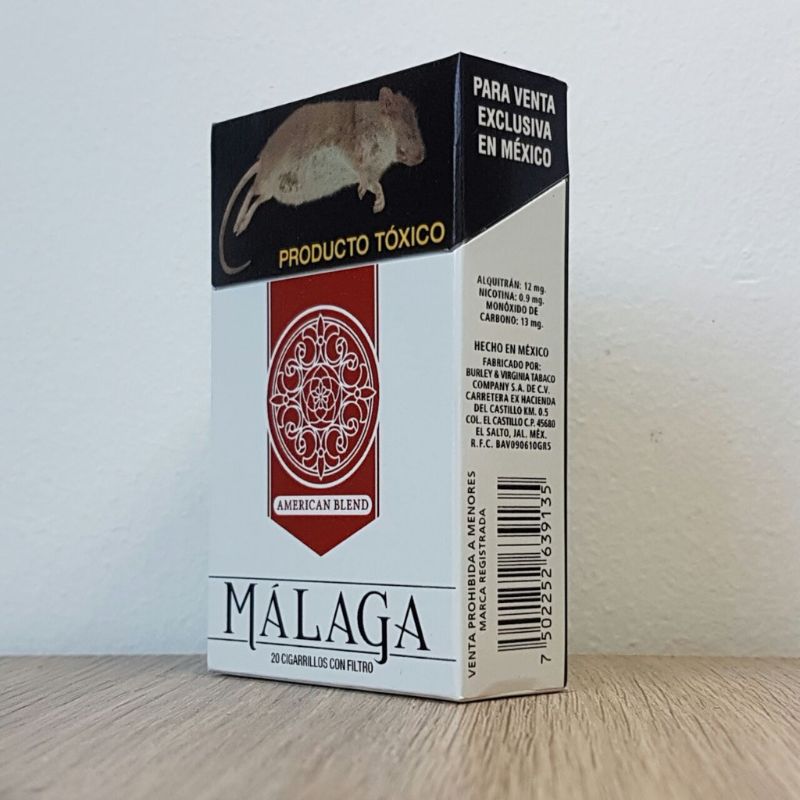 PRODUCTO TÓXICO
AMERICAN BLEND
MÁLAGA
20 CIGARRILLOS CON FILTRO
PARA VENTA
EXCLUSIVA
EN MÉXICO
ALQUITRÁN: 12 mg.
NICOTINA: 0.9 mg.
MONÓXIDO DE
CARBONO: 13 mg.
HECHO EN MÉXICO
FABRICADO POR:
BURLEY & VIRGINIA TABACO
COMPANY S.A. DE C.V.
CARRETERA EX HACIENDA
DEL CASTILLO KM. 0.5
COL. EL CASTILLO C.P. 45680
EL SALTO, JAL. MÉX.
R.F.C. BAV090610GRS
VENTA PROHIBIDA A MENORES
MARCA REGISTRADA
7 502252 639135